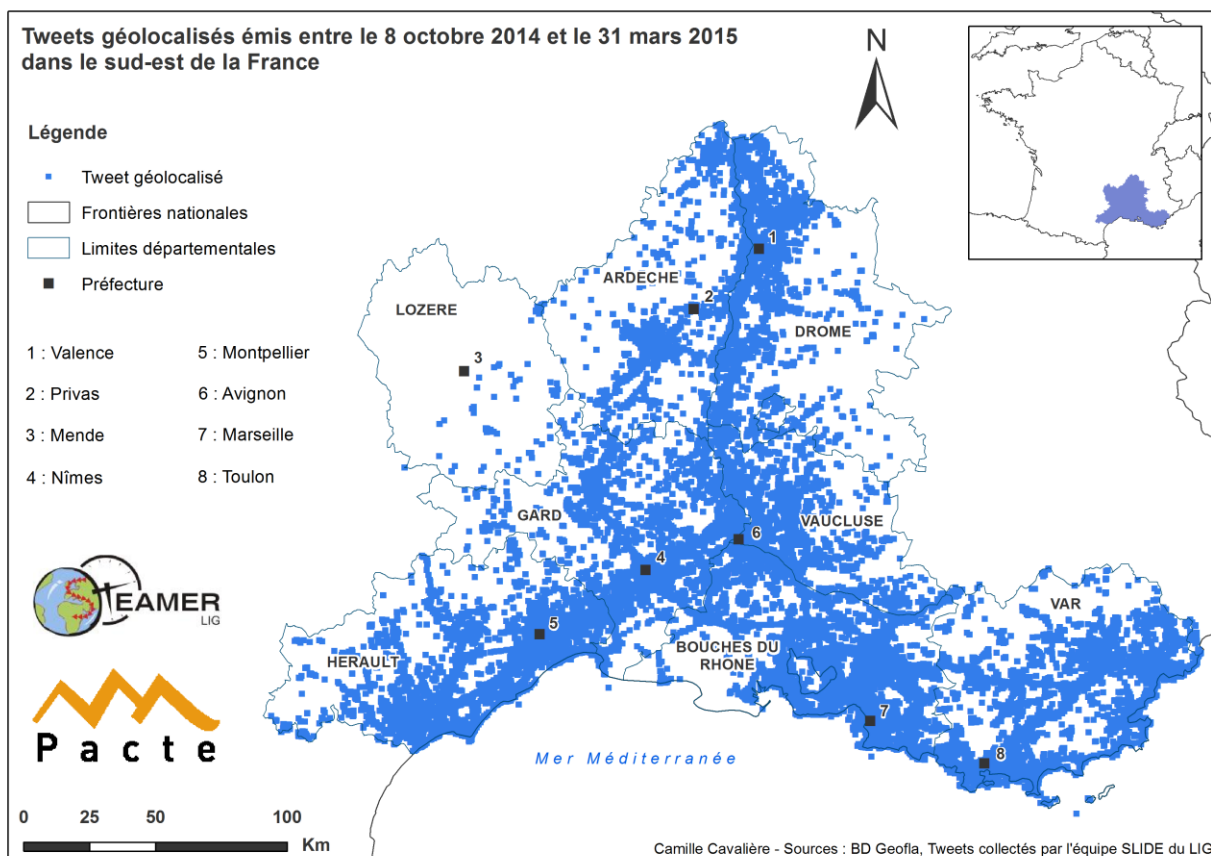 Tweets géolocalisés émis entre le 8 octobre 2014 et le 31 mars 2015
dans le sud-est de la France
N
Légende
Tweet géolocalisé
Frontières nationales
Limites départementales
Préfecture
1 : Valence
5 : Montpellier
2 : Privas
6 : Avignon
3 : Mende
7 : Marseille
4 : Nîmes
8 : Toulon
1
ARDECHE
2
LOZERE
DROME
3
GARD
VAUCLUSE
6
4
VAR
5
BOUCHES DU
RHÔNE
HERAULT
7
8
Mer Méditerranée
STEAMER
LIG
Pacte
0 25 50 100
Km
Camille Cavalière - Sources : BD Geofla, Tweets collectés par l'équipe SLIDE du LIG